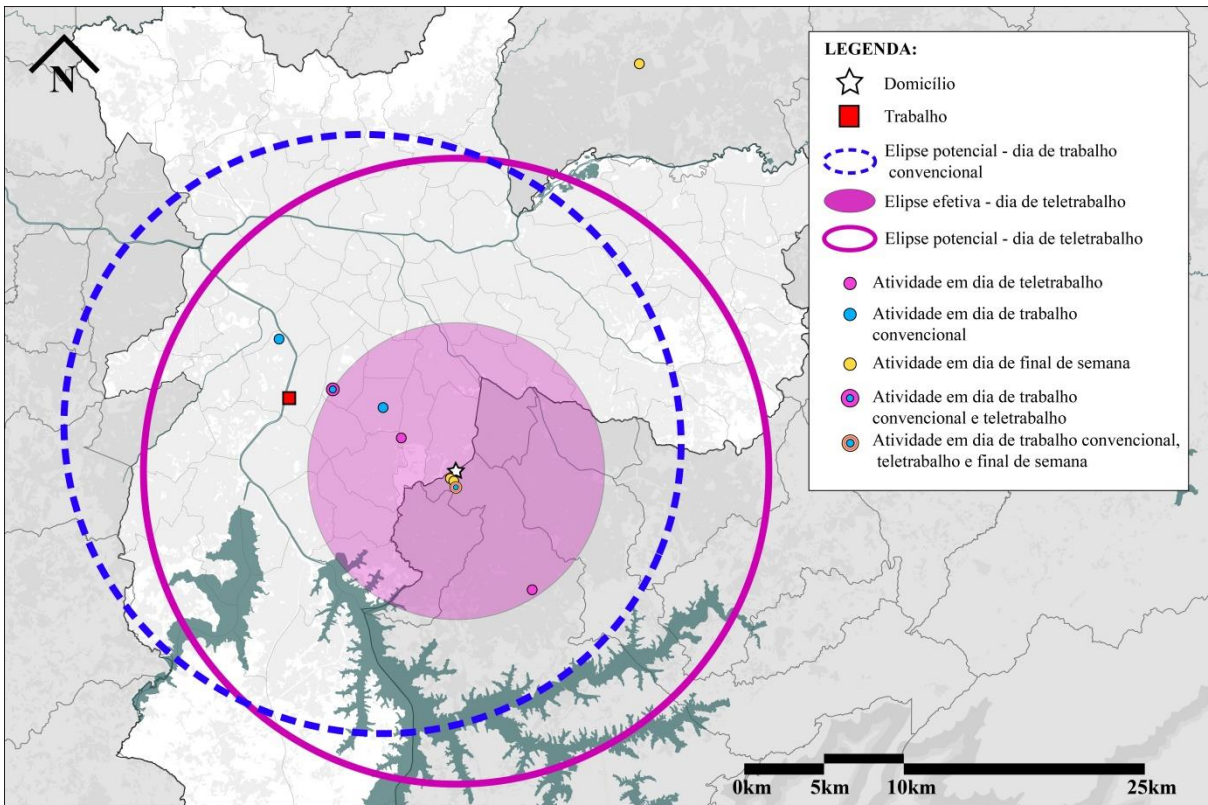 N
LEGENDA:
Domicílio
Trabalho
Elipse potencial - dia de trabalho
convencional
Elipse efetiva - dia de teletrabalho
Elipse potencial - dia de teletrabalho
Atividade em dia de teletrabalho
Atividade em dia de trabalho
convencional
Atividade em dia de final de semana
Atividade em dia de trabalho
convencional e teletrabalho
Atividade em dia de trabalho convencional,
teletrabalho e final de semana
0km 5km 10km 25km